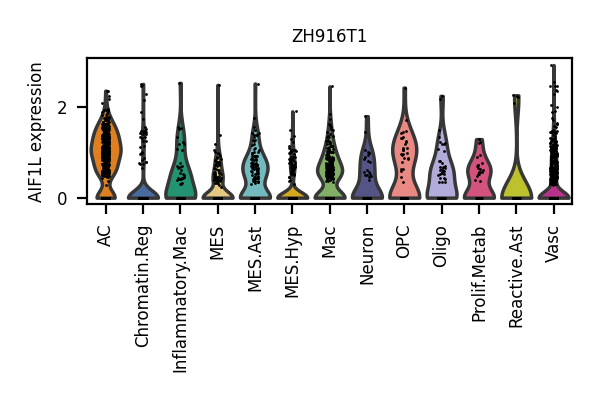 ZH916T1
AIF1L expression
2
0
AC
Chromatin.Reg
Inflammatory.Mac
MES
MES.Ast
MES.Hyp
Mac
Neuron
OPC
Oligo
Prolif.Metab
Reactive.Ast
Vasc